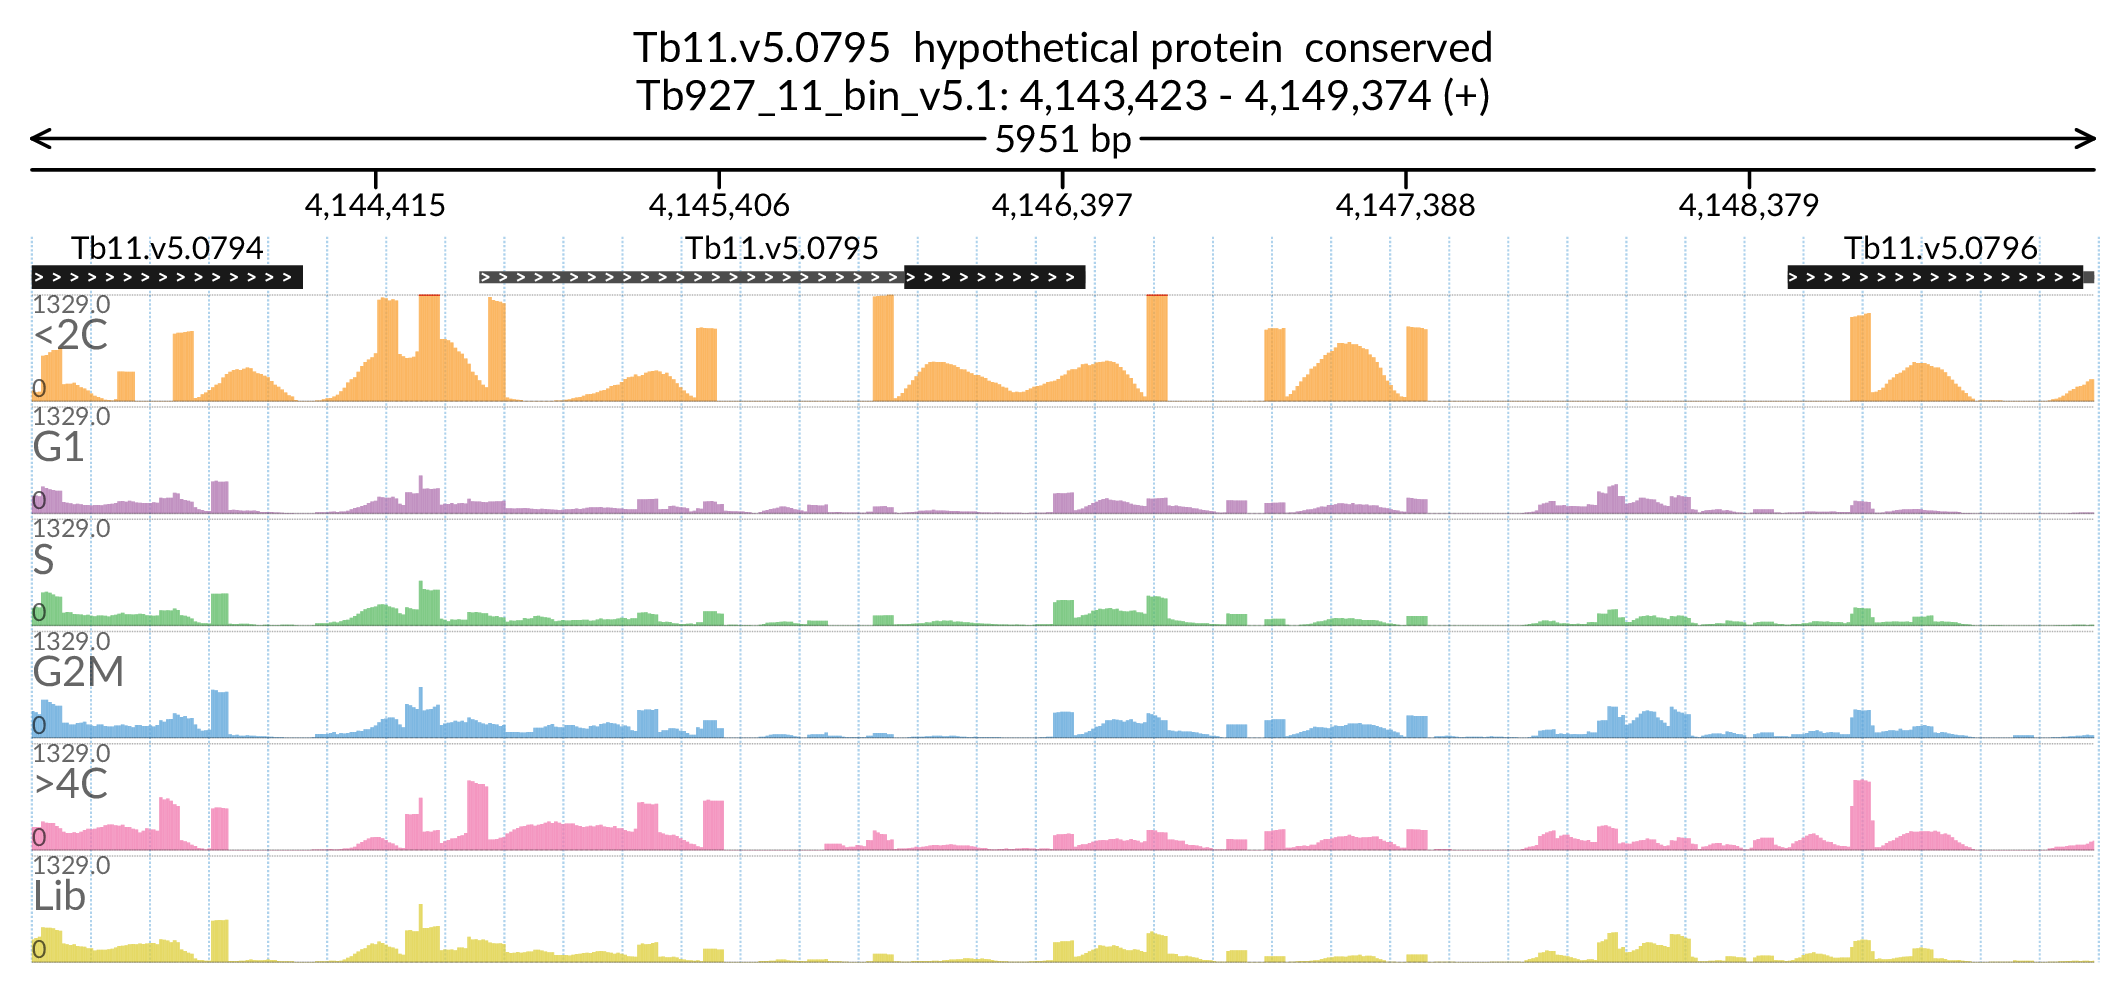 Tb11.v5.0795 hypothetical protein conserved
Tb927_11_bin_v5.1: 4,143,423 - 4,149,374 (+)
5951 bp
4,144,415 4,145,406 4,146,397 4,147,388 4,148,379
Tb11.v5.0794 Tb11.v5.0795 Tb11.v5.0796
1329.0
<2C
0
1329.0
G1
0
1329.0
S
0
1329.0
G2M
0
1329.0
>4C
0
1329.0
Lib
0